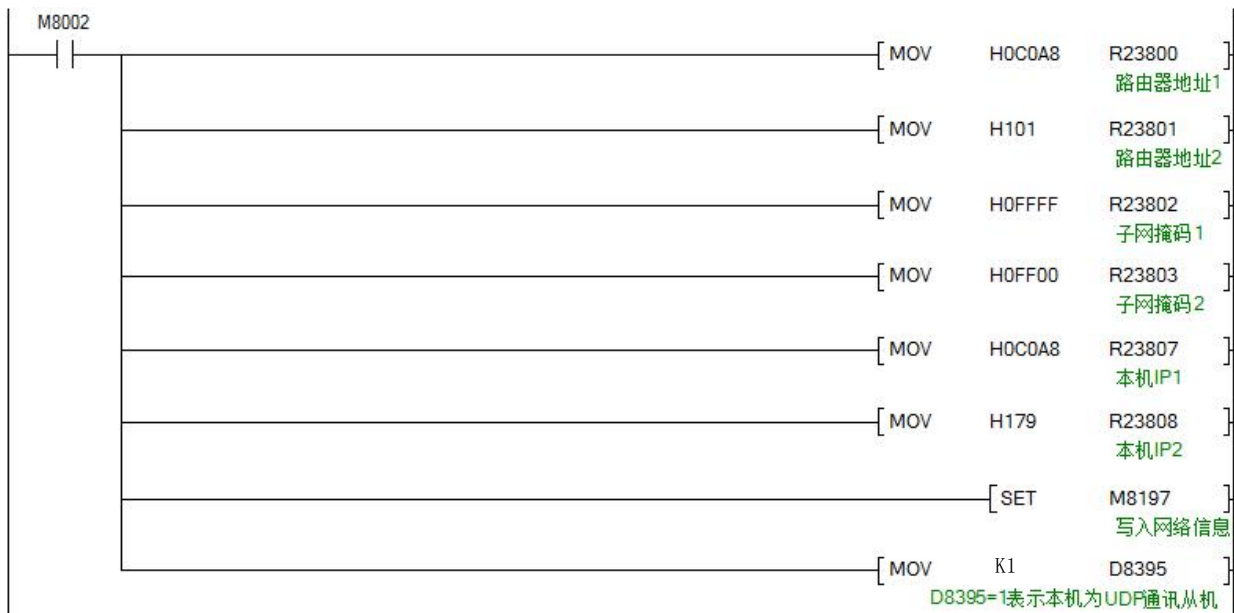 M8002
MOV H0C0A8 R23800
路由器地址1
MOV H101 R23801
路由器地址2
MOV H0FFFF R23802
子网掩码1
MOV H0FF00 R23803
子网掩码2
MOV H0C0A8 R23807
本机IP1
MOV H179 R23808
本机IP2
SET M8197
写入网络信息
MOV K1 D8395
D8395=1表示本机为UDP通讯从机